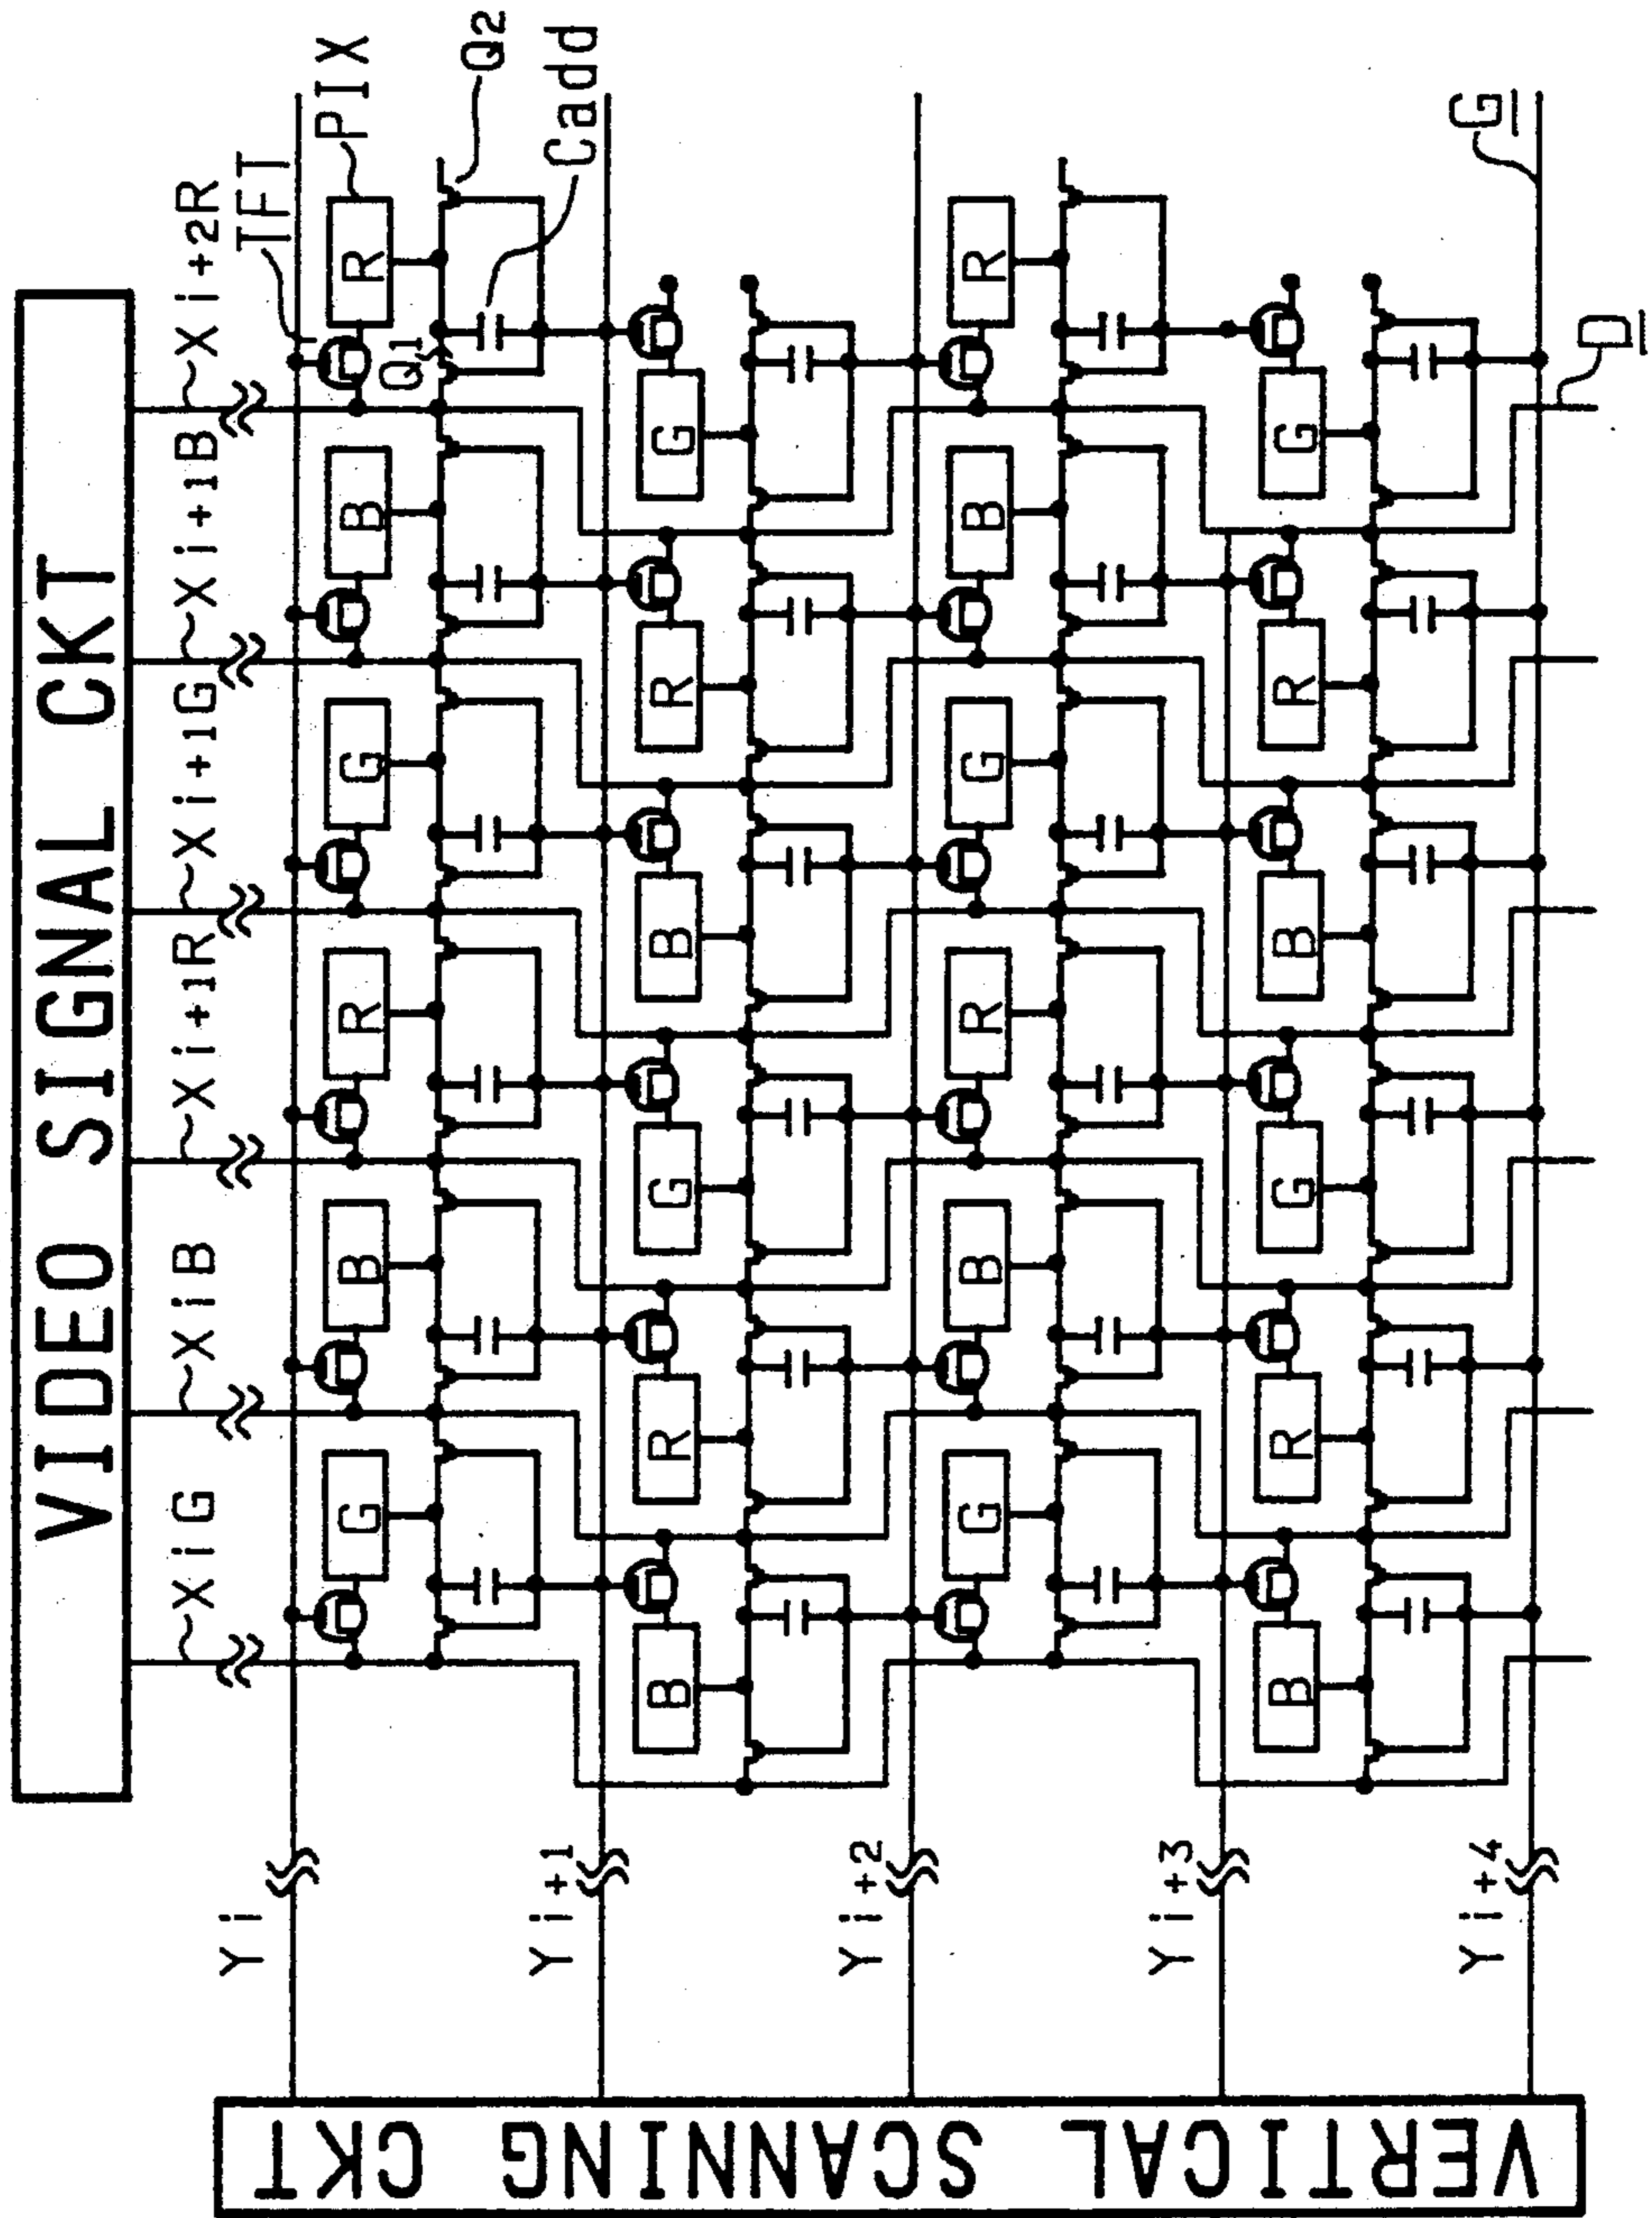 VIDEO SIGNAL CKT
XiG XiB Xi+1R Xi+1G Xi+1B Xi+2R
TFT
Yi
G B R G B R PIX
Q1 Q2
Cadd
Yi+1
B R G B R G
Yi+2
G B R G B R
Yi+3
B R G B R G
G
Yi+4
D
VERTICAL SCANNING CKT